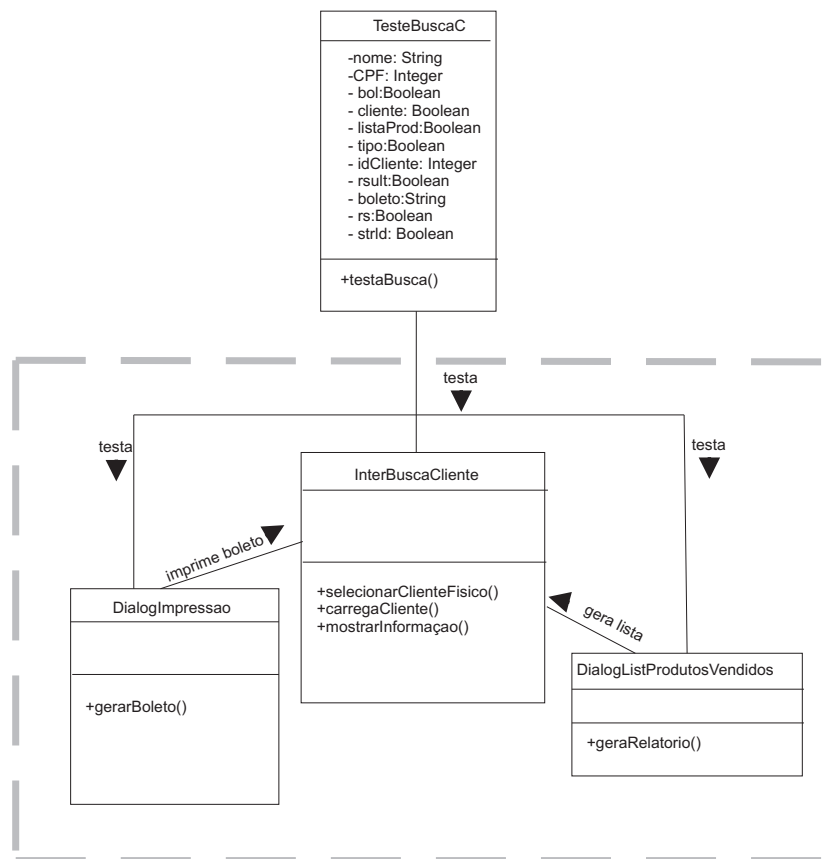 TesteBuscaC
-nome: String
-CPF: Integer
- bol:Boolean
- cliente: Boolean
- listaProd:Boolean
- tipo:Boolean
- idCliente: Integer
- rsult:Boolean
- boleto:String
- rs:Boolean
- strId: Boolean
+testaBusca()
testa
testa
testa
InterBuscaCliente
+selecionarClienteFisico()
+carregaCliente()
+mostrarInformaçao()
imprime boleto
gera lista
DialogImpressao
+gerarBoleto()
DialogListProdutosVendidos
+geraRelatorio()